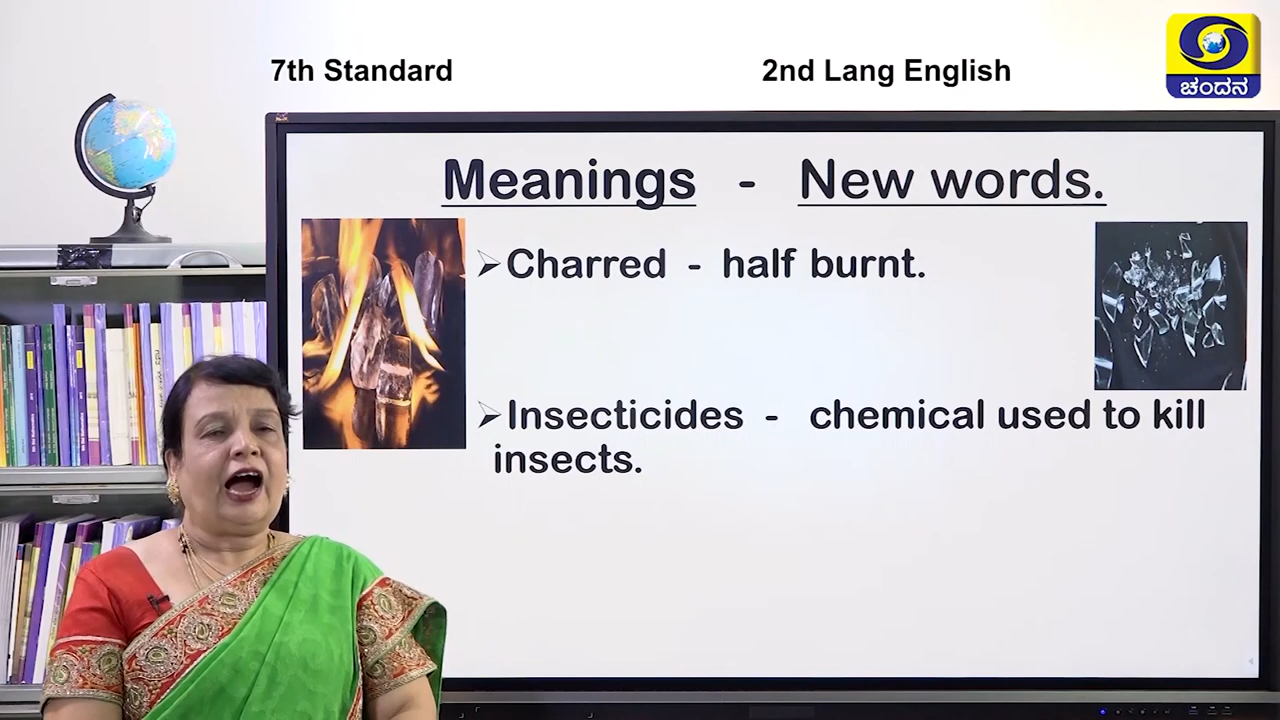 7th Standard
2nd Lang English
ಚಂದನ
Meanings - New words.
Charred - half burnt.
Insecticides - chemical used to kill
insects.